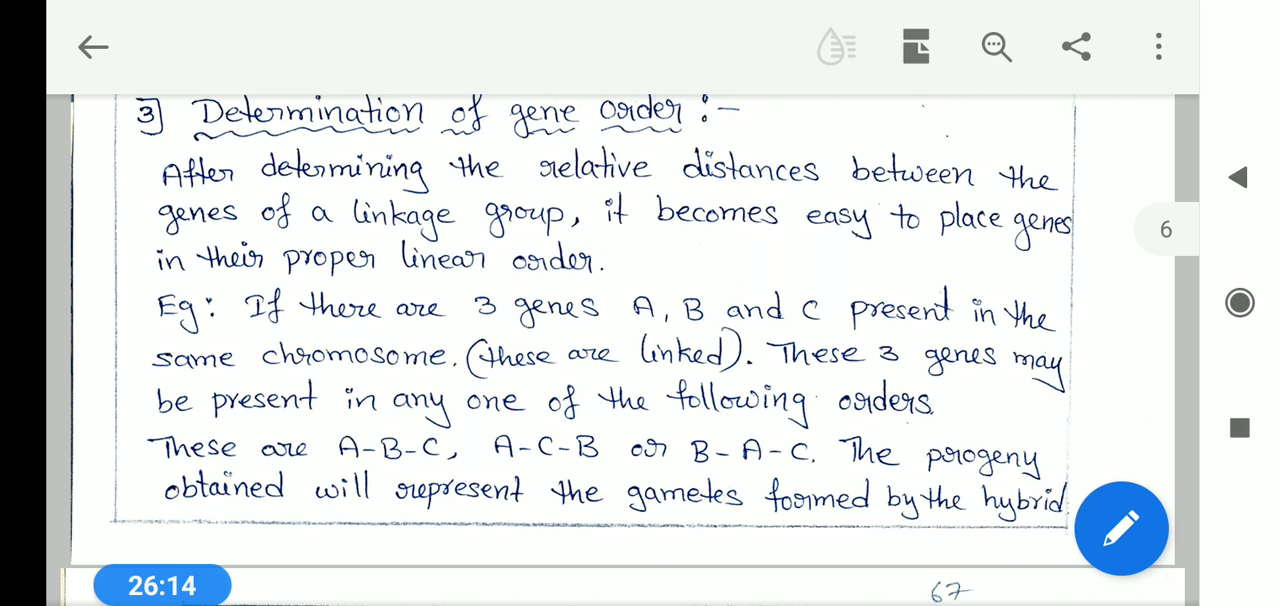 3] Determination of gene order :-
After determining the relative distances between the
6
genes of a linkage group, it becomes easy to place genes
in their proper linear order.
Eg: If there are 3 genes A, B and C present in the
same chromosome. (these are linked). These 3 genes may
be present in any one of the following orders.
These are A-B-C, A-C-B or B-A-C. The progeny
obtained will represent the gametes formed by the hybrid
26:14
67